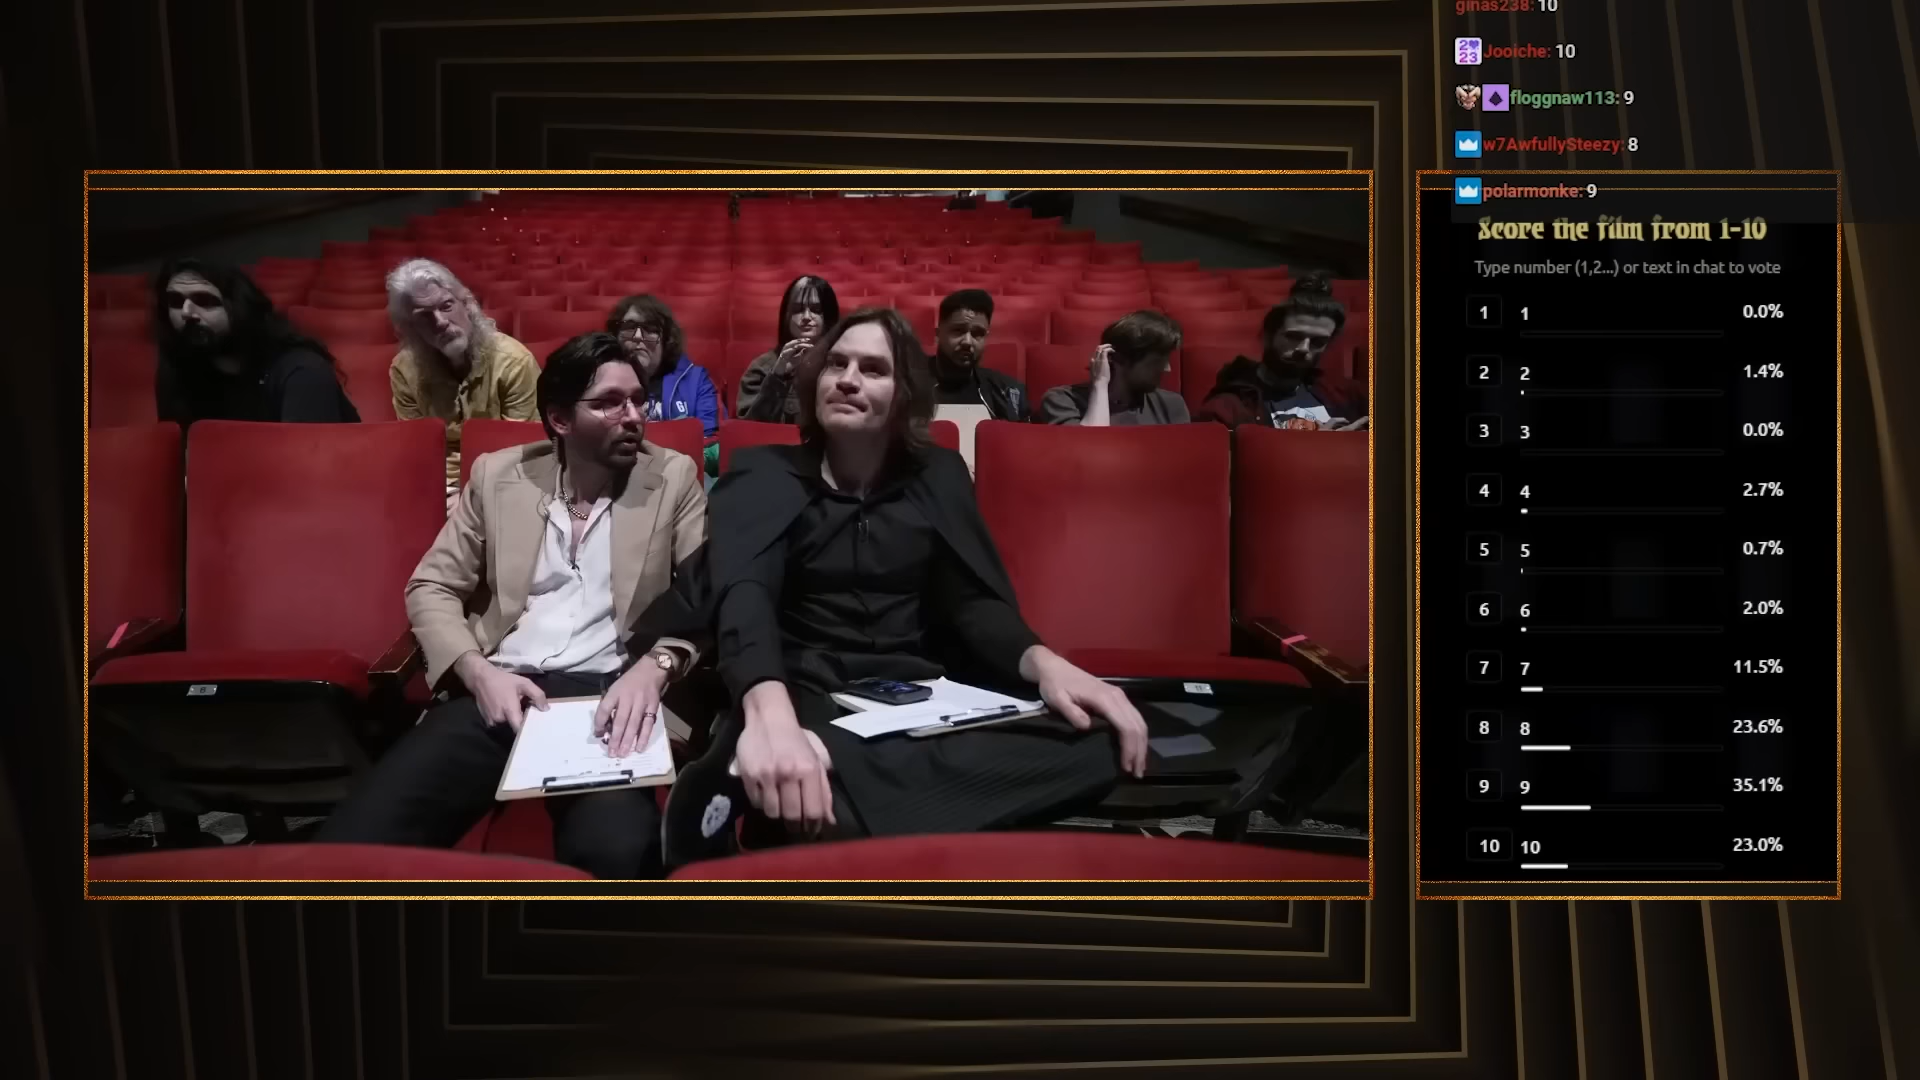 ginas238: 10
Jooiche: 10
floggnaw113: 9
w7AwfullySteezy: 8
polarmonke: 9
Score the film from 1-10
Type number (1,2...) or text in chat to vote
1 1 0.0%
2 2 1.4%
3 3 0.0%
4 4 2.7%
5 5 0.7%
6 6 2.0%
7 7 11.5%
8 8 23.6%
9 9 35.1%
10 10 23.0%